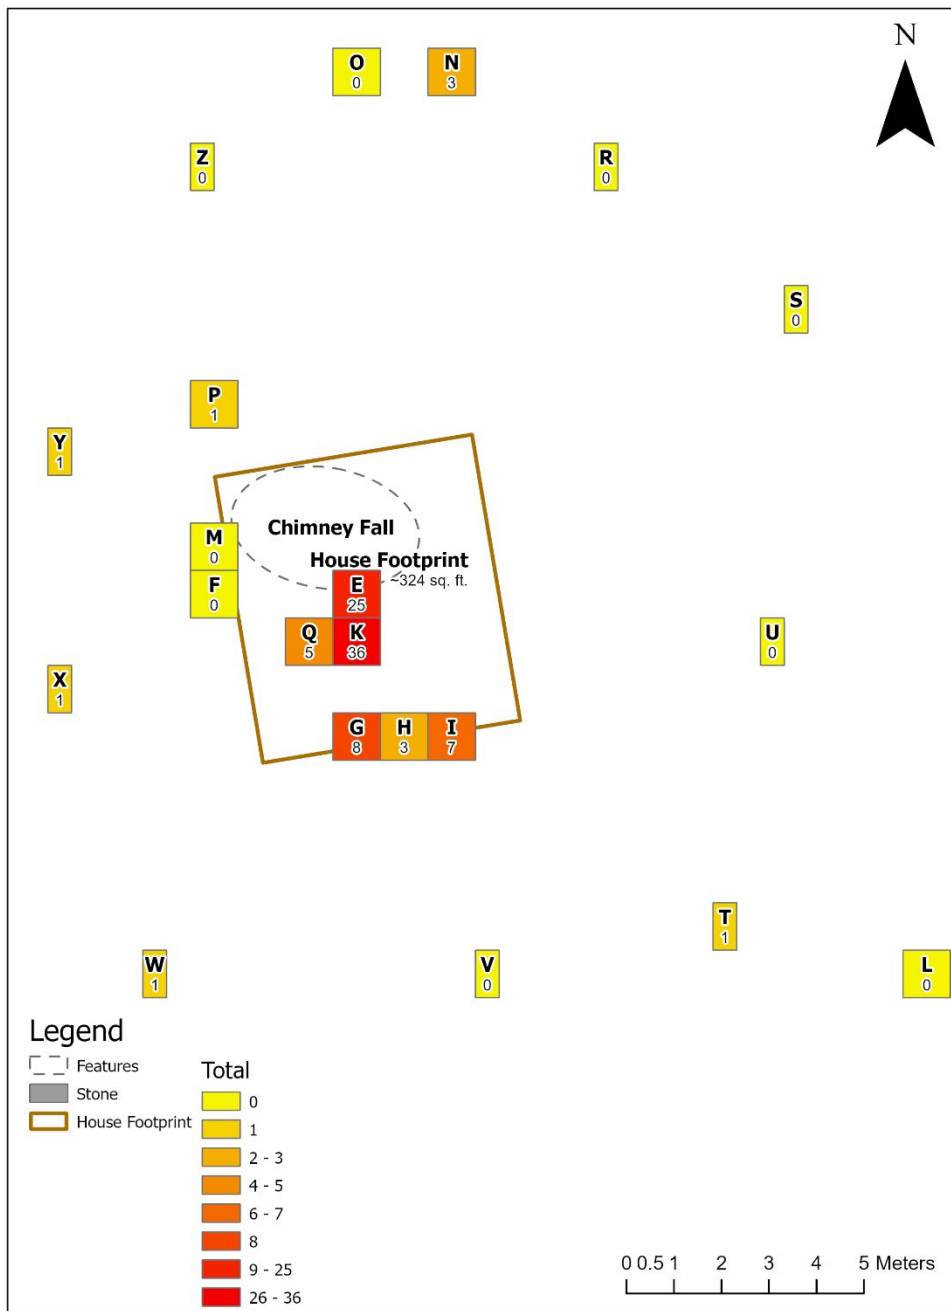 N
O
0
N
3
Z
0
R
0
S
0
P
1
Y
1
Chimney Fall
M
0
House Footprint
~324 sq. ft.
F
0
E
25
Q
5
K
36
U
0
X
1
G
8
H
3
I
7
T
1
W
1
V
0
L
0
Legend
Features
Stone
House Footprint
Total
0
1
2 - 3
4 - 5
6 - 7
8
9 - 25
26 - 36
0 0.5 1 2 3 4 5 Meters